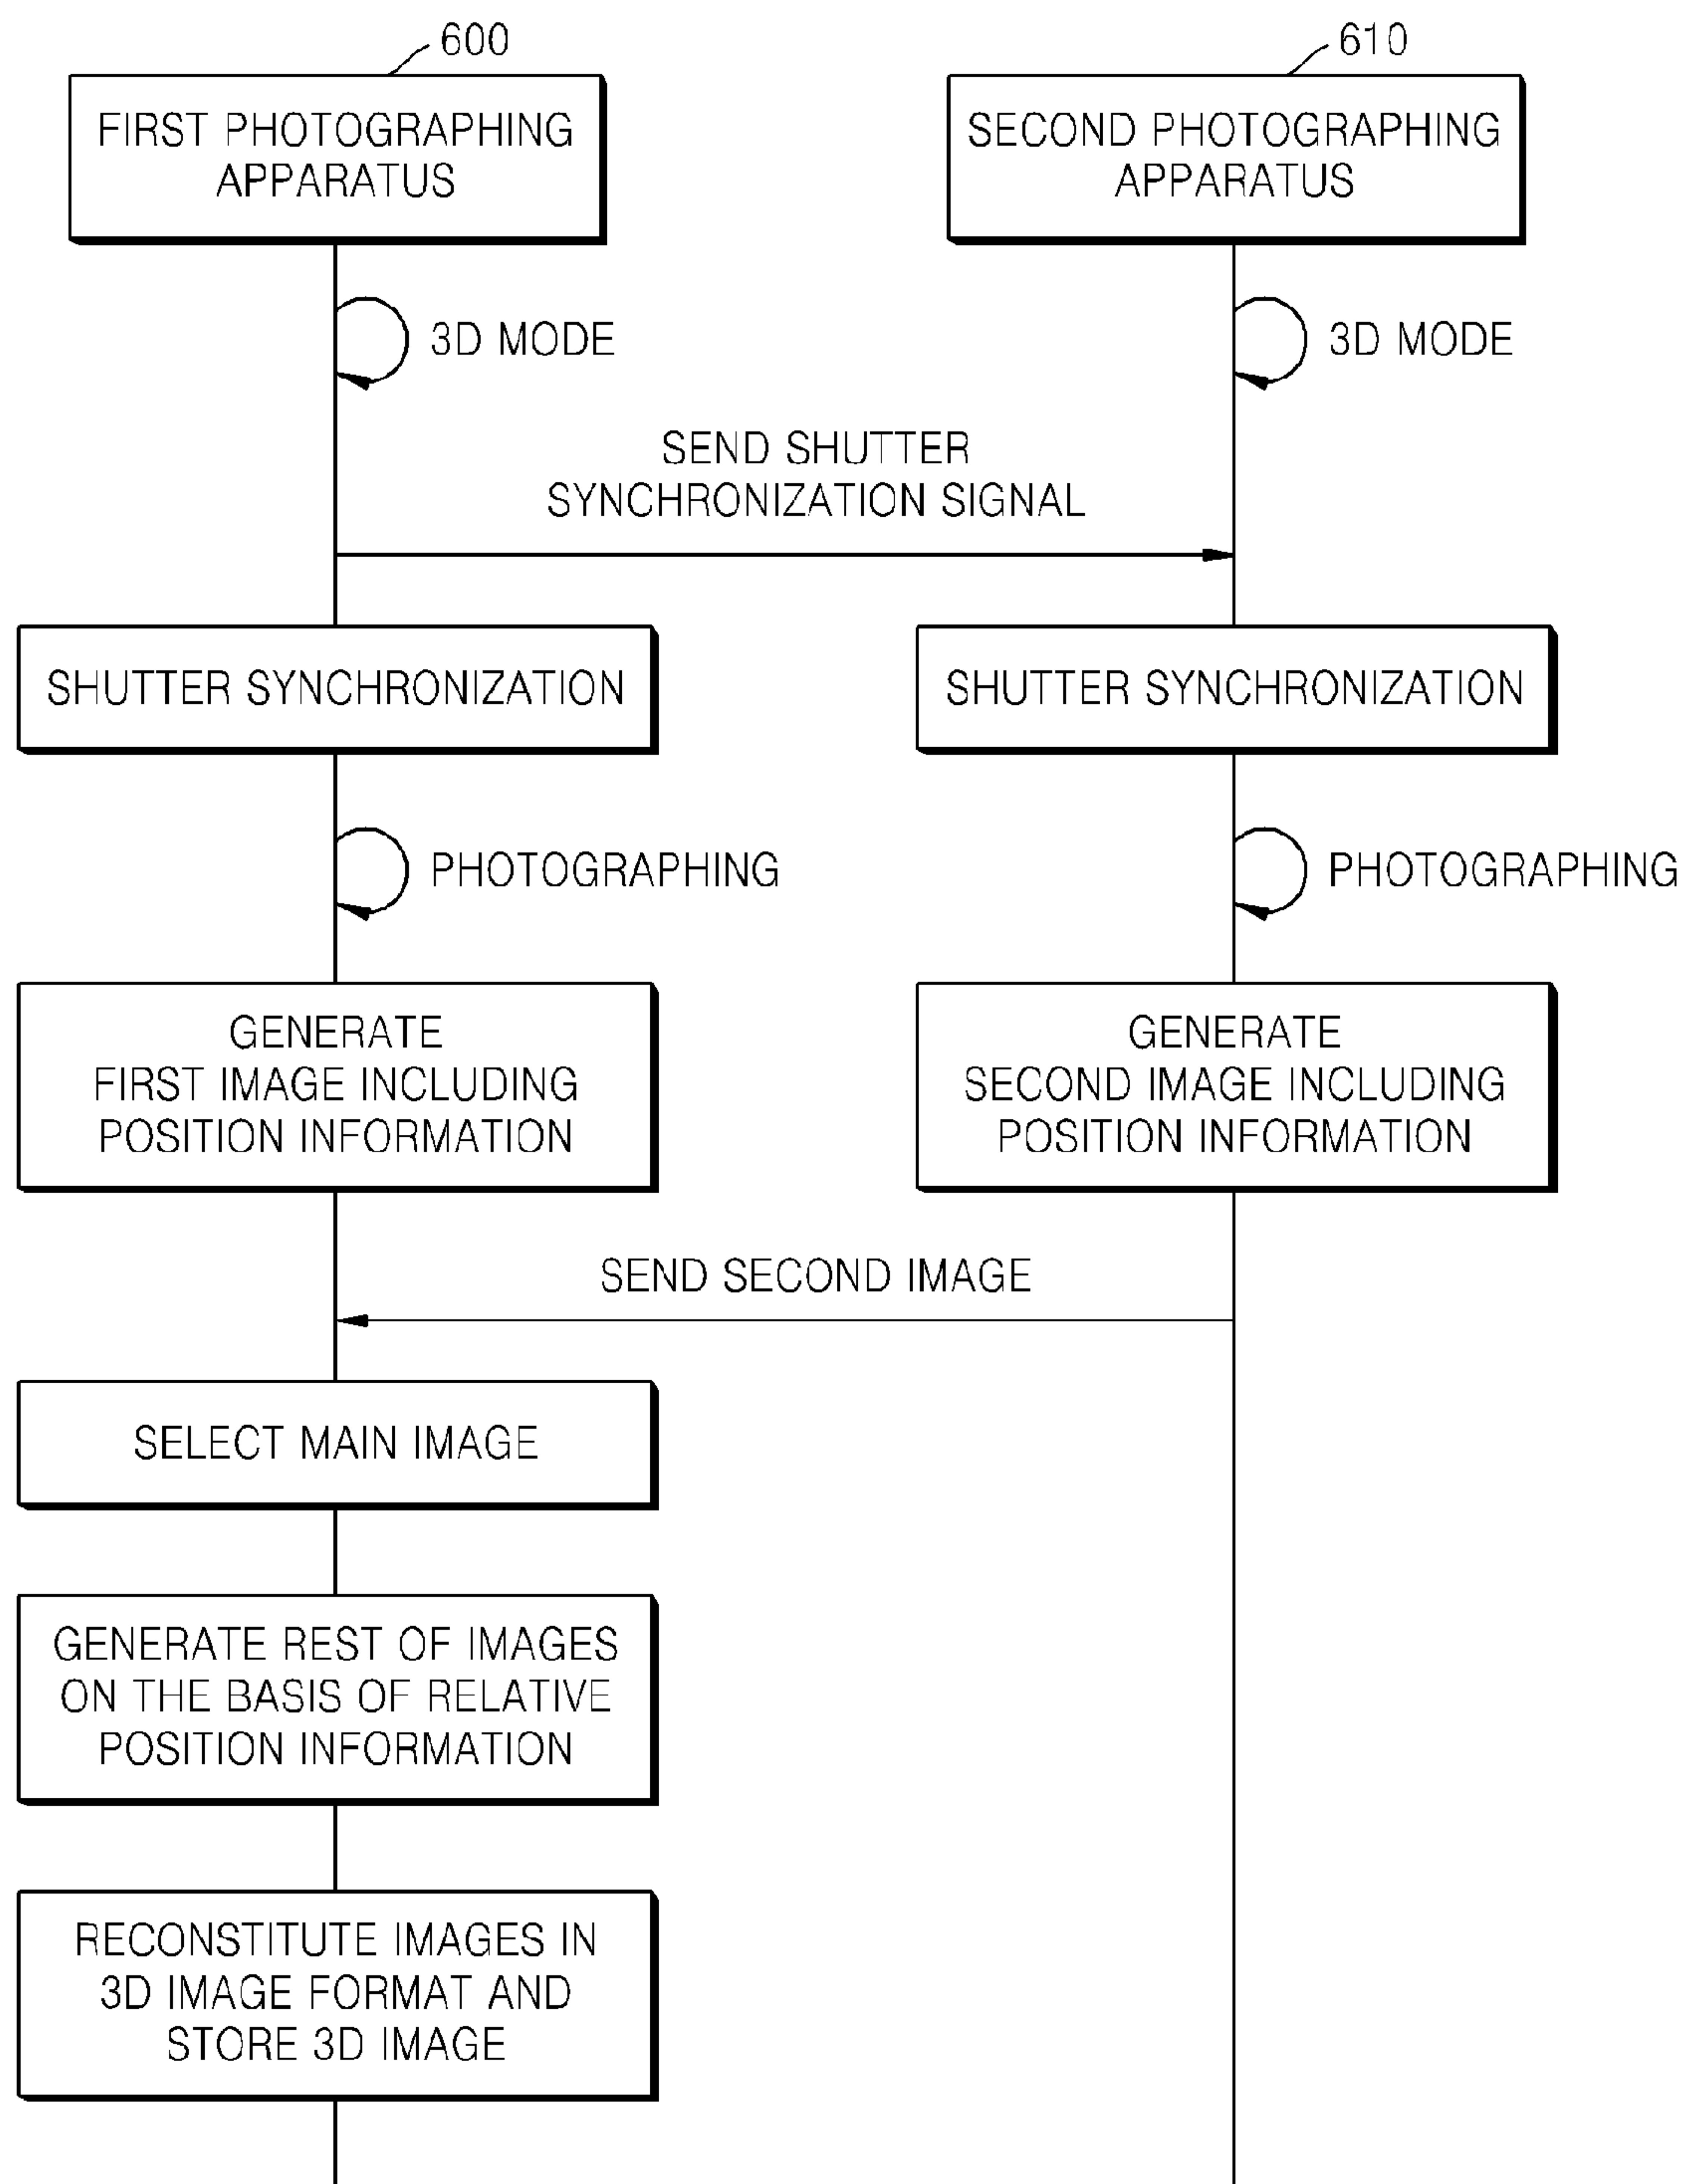 600
610
FIRST PHOTOGRAPHING
APPARATUS
SECOND PHOTOGRAPHING
APPARATUS
3D MODE
3D MODE
SEND SHUTTER
SYNCHRONIZATION SIGNAL
SHUTTER SYNCHRONIZATION
SHUTTER SYNCHRONIZATION
PHOTOGRAPHING
PHOTOGRAPHING
GENERATE
FIRST IMAGE INCLUDING
POSITION INFORMATION
GENERATE
SECOND IMAGE INCLUDING
POSITION INFORMATION
SEND SECOND IMAGE
SELECT MAIN IMAGE
GENERATE REST OF IMAGES
ON THE BASIS OF RELATIVE
POSITION INFORMATION
RECONSTITUTE IMAGES IN
3D IMAGE FORMAT AND
STORE 3D IMAGE